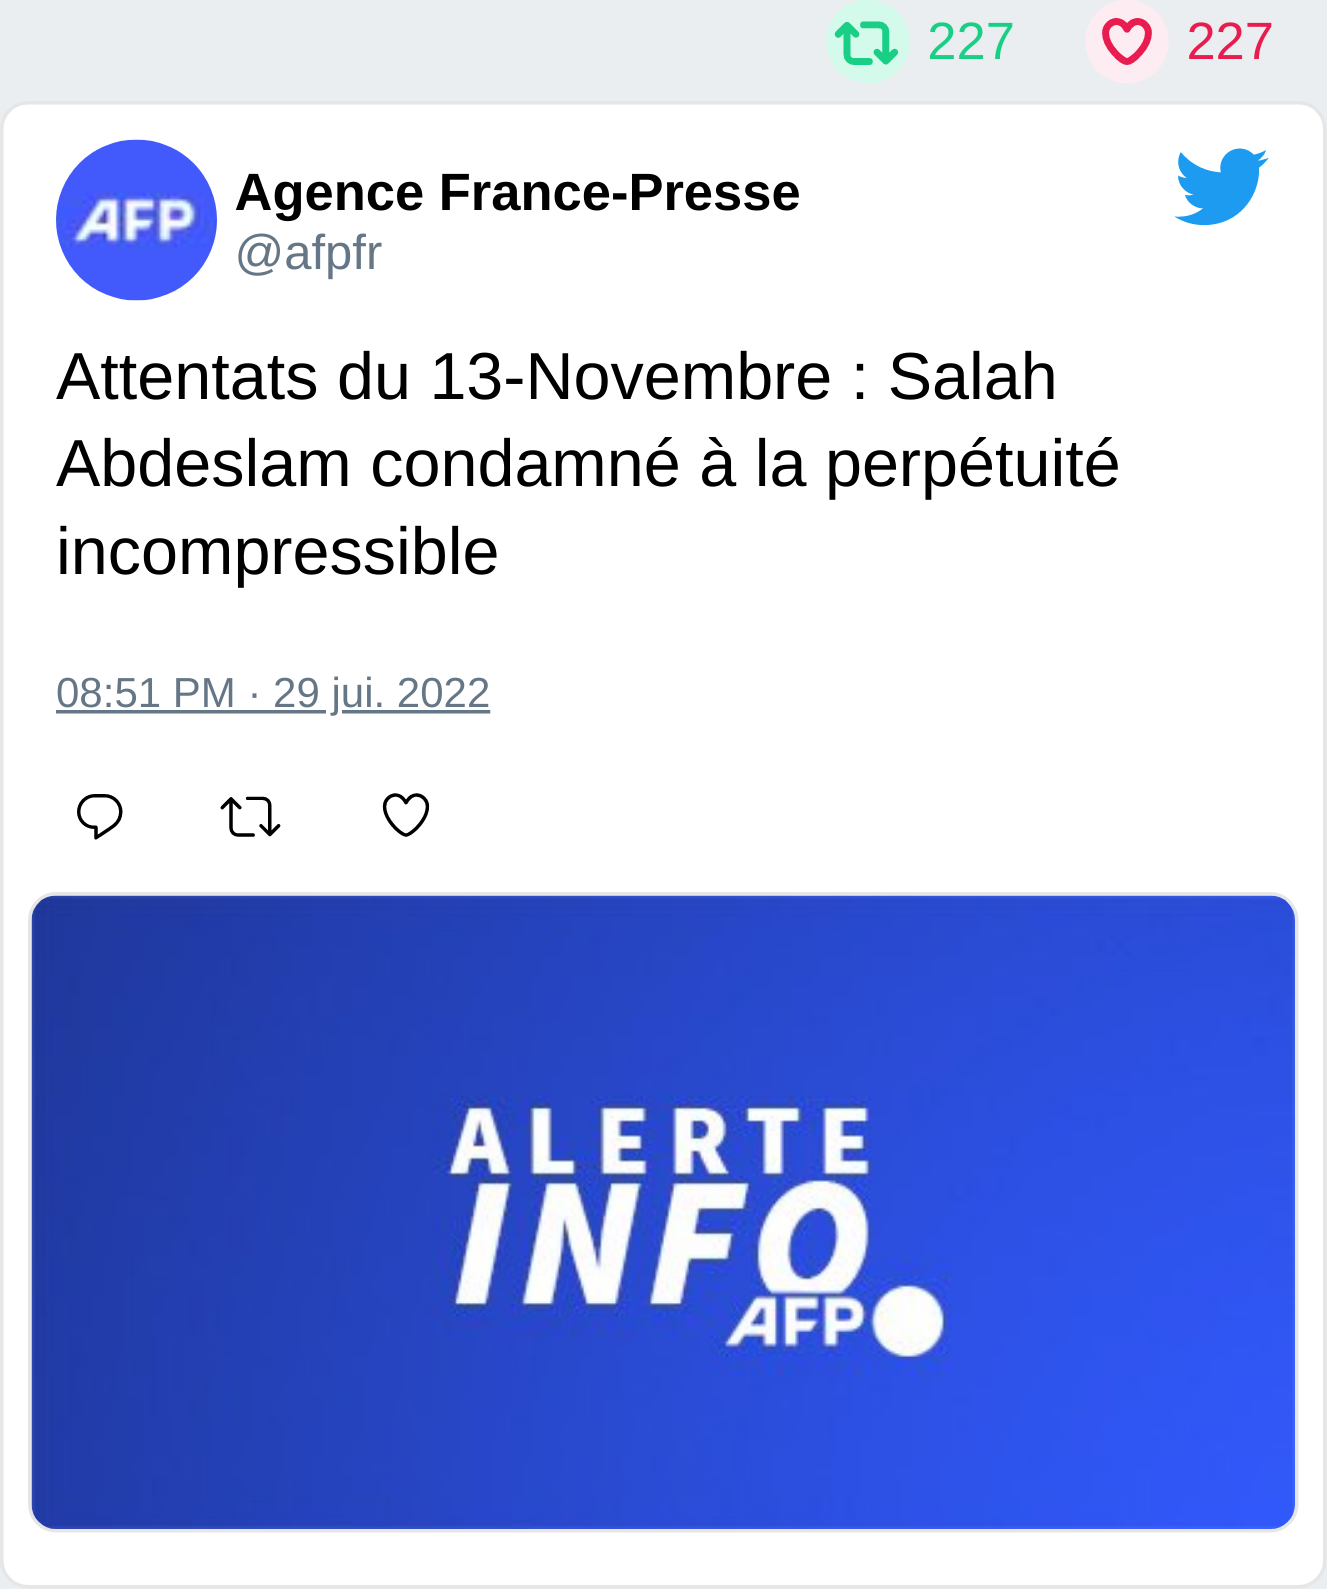 227 227
AFP
Agence France-Presse
@afpfr
Attentats du 13-Novembre : Salah
Abdeslam condamné à la perpétuité
incompressible
08:51 PM · 29 jui. 2022
ALERTE
INFO
AFP